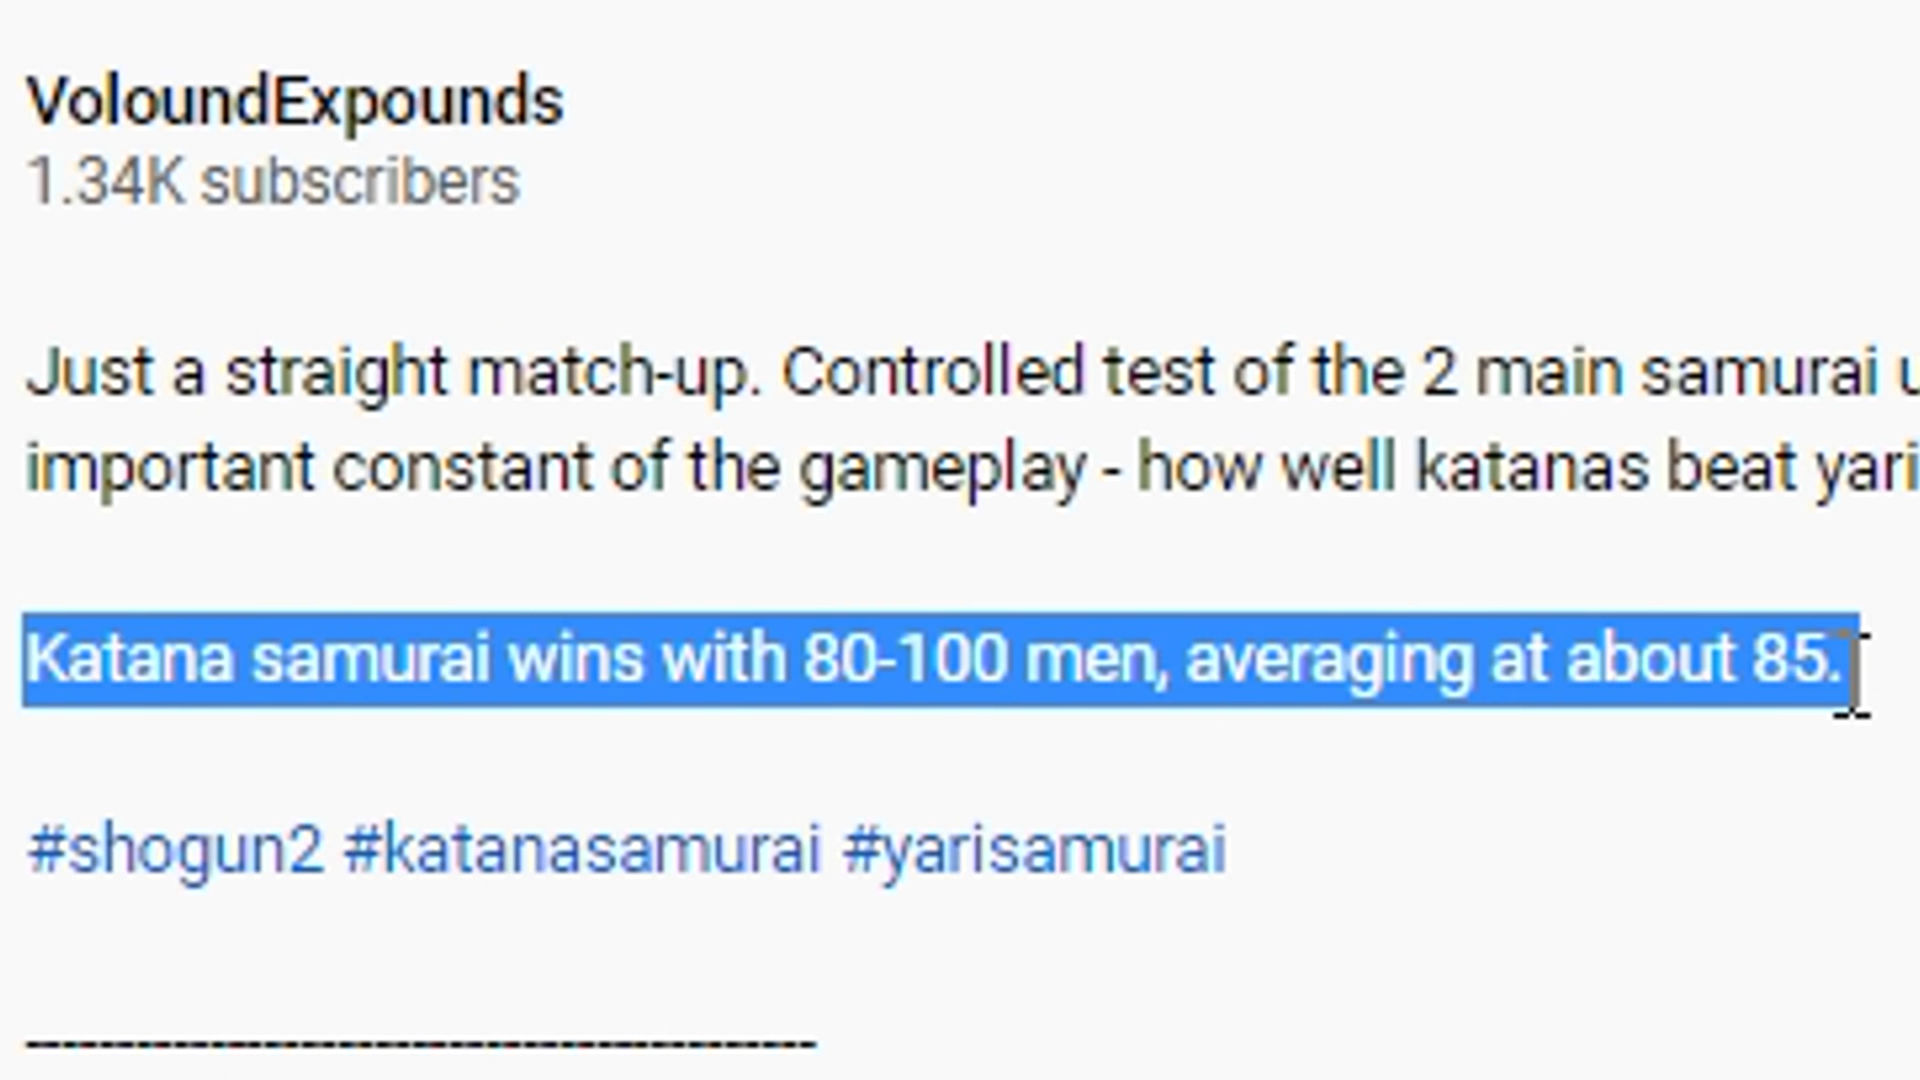 VoloundExpounds
1.34K subscribers
Just a straight match-up. Controlled test of the 2 main samurai
important constant of the gameplay - how well katanas beat yari
Katana samurai wins with 80-100 men, averaging at about 85.
#shogun2 #katanasamurai #yarisamurai